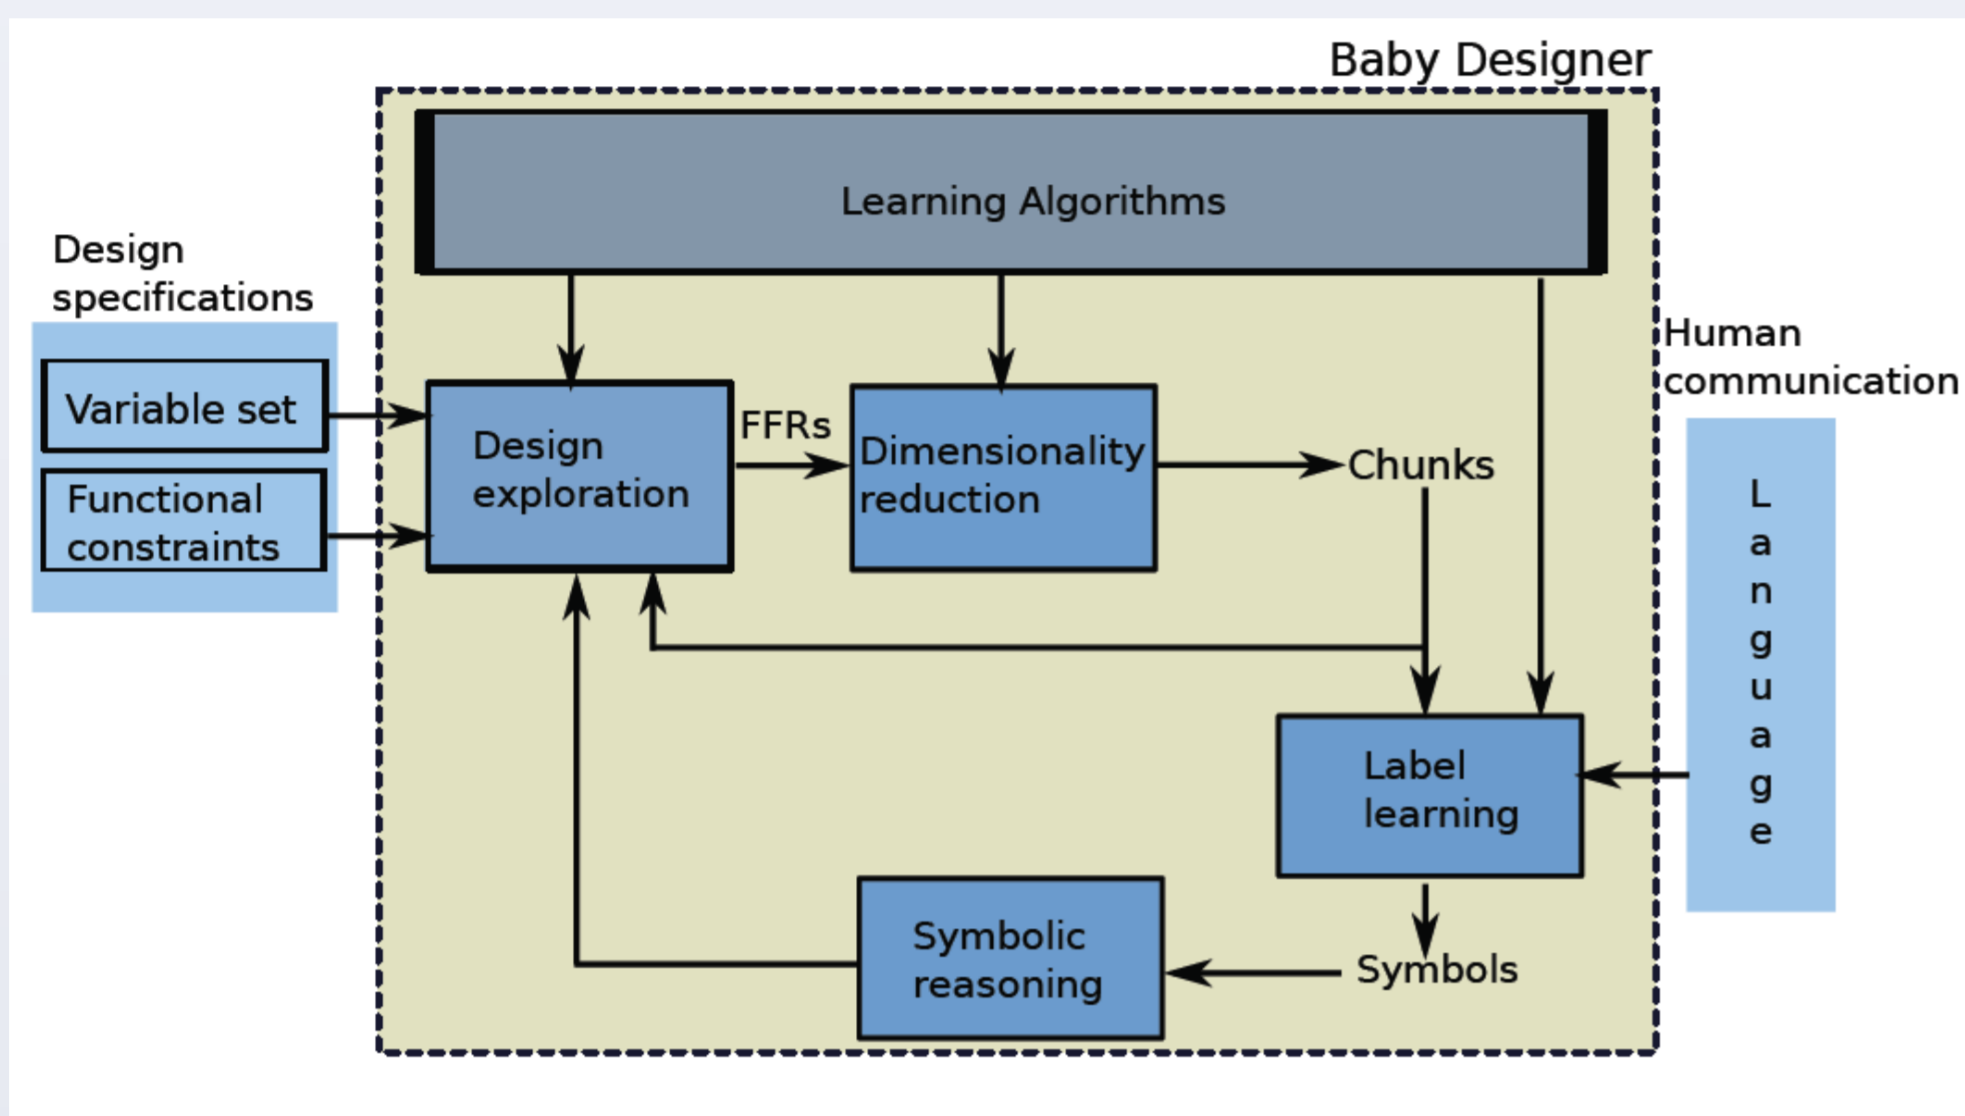 Baby Designer
Learning Algorithms
Design
specifications
Variable set
Functional
constraints
Design
exploration
FFRs
Dimensionality
reduction
Chunks
Human
communication
Language
Label
learning
Symbols
Symbolic
reasoning